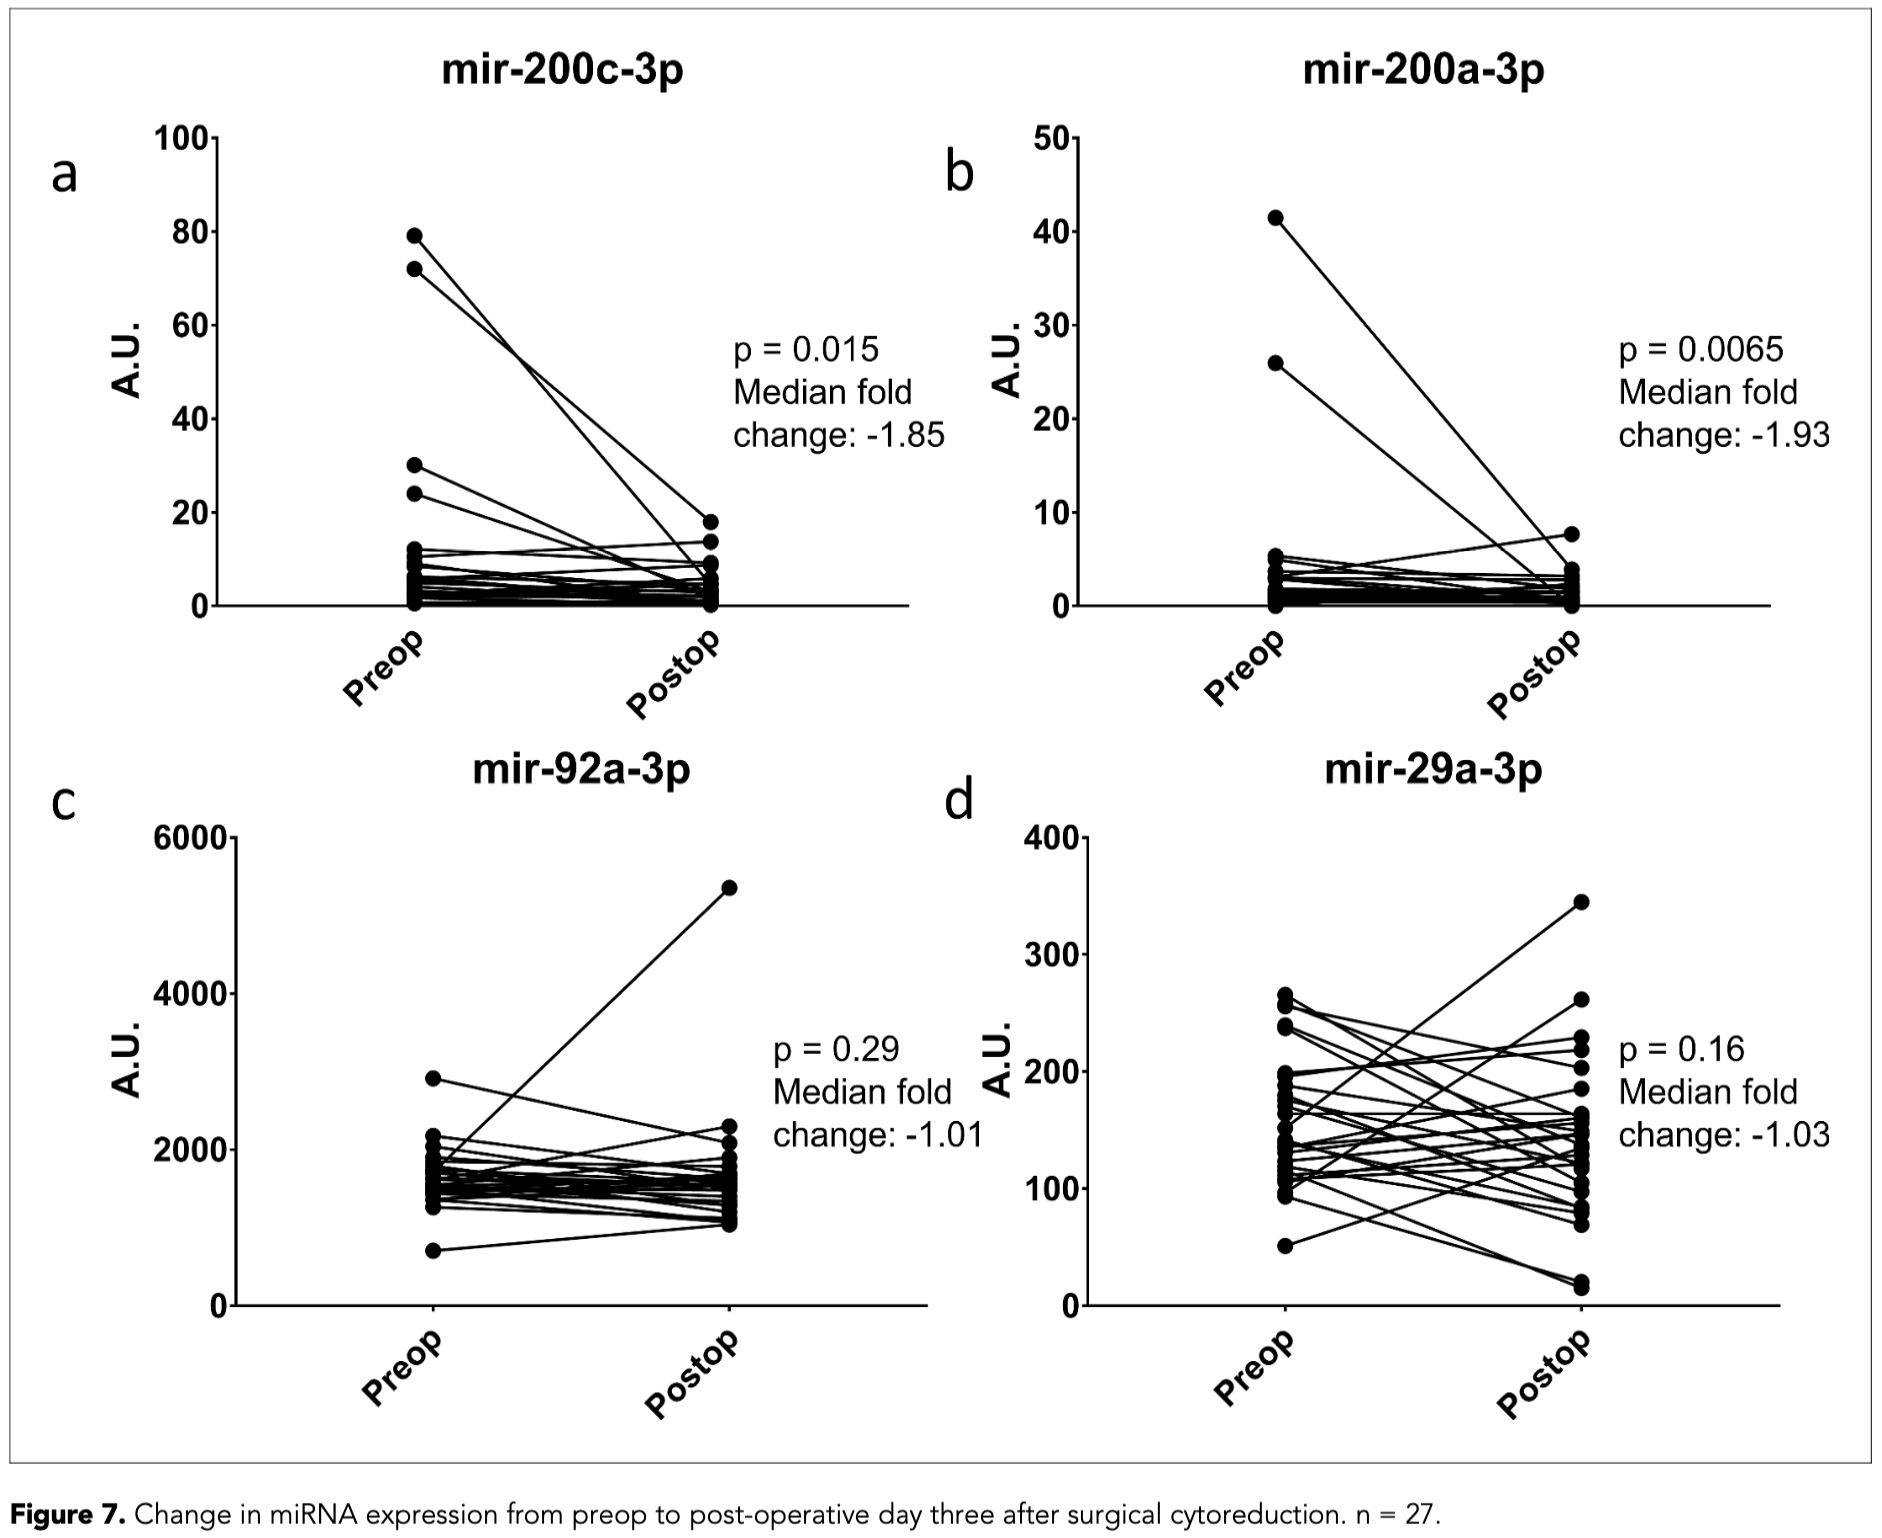 mir-200c-3p
a
A.U.
100
80
60
40
20
0
Preop
Postop
p = 0.015
Median fold
change: -1.85
mir-200a-3p
b
A.U.
50
40
30
20
10
0
Preop
Postop
p = 0.0065
Median fold
change: -1.93
mir-92a-3p
c
A.U.
6000
4000
2000
0
Preop
Postop
p = 0.29
Median fold
change: -1.01
mir-29a-3p
d
A.U.
400
300
200
100
0
Preop
Postop
p = 0.16
Median fold
change: -1.03
Figure 7. Change in miRNA expression from preop to post-operative day three after surgical cytoreduction. n = 27.